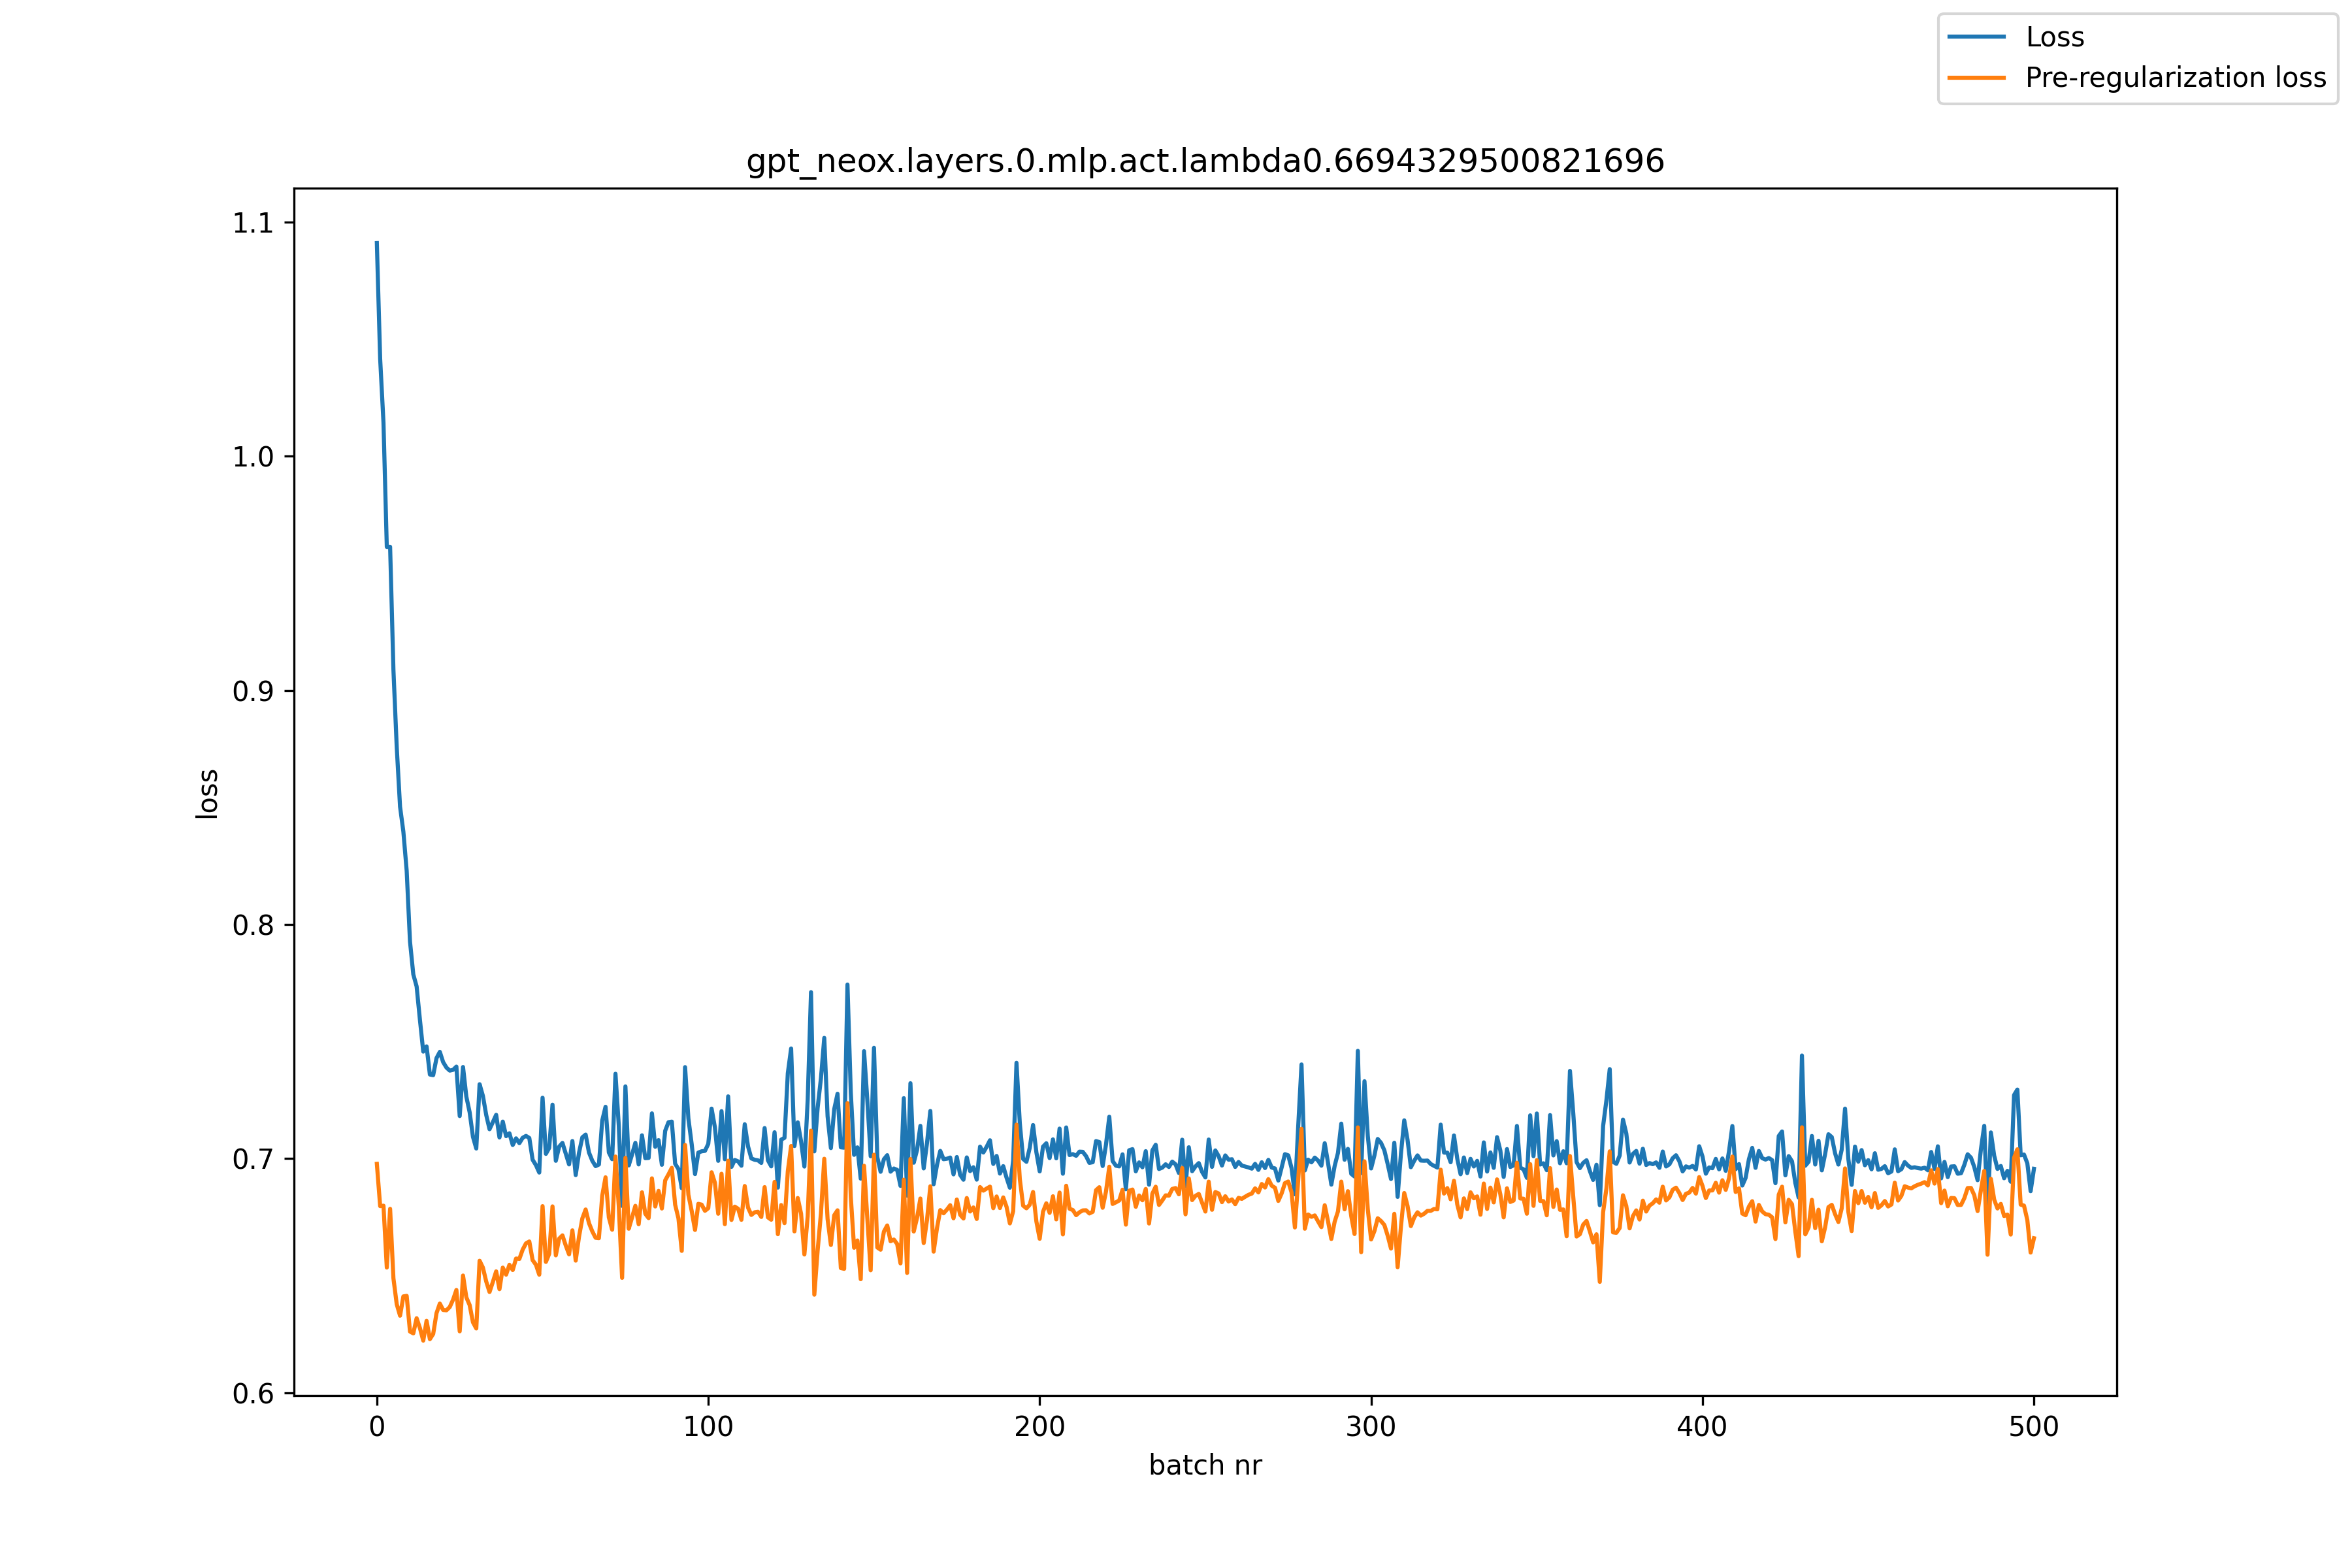 Loss
Pre-regularization loss
gpt_neox.layers.0.mlp.act.lambda0.6694329500821696
1.1
1.0
0.9
0.8
0.7
0.6
loss
0 100 200 300 400 500
batch nr